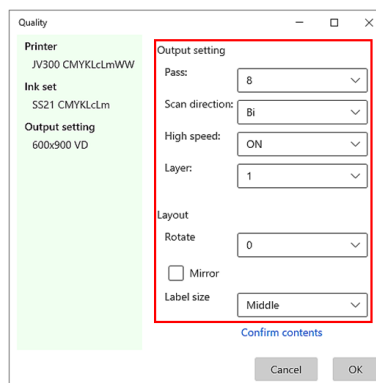 Quality
Printer
JV300 CMYKLcLmWW
Ink set
SS21 CMYKLcLm
Output setting
600x900 VD
Output setting
Pass:
8
Scan direction:
Bi
High speed:
ON
Layer:
1
Layout
Rotate
0
Mirror
Label size
Middle
Confirm contents
Cancel
OK